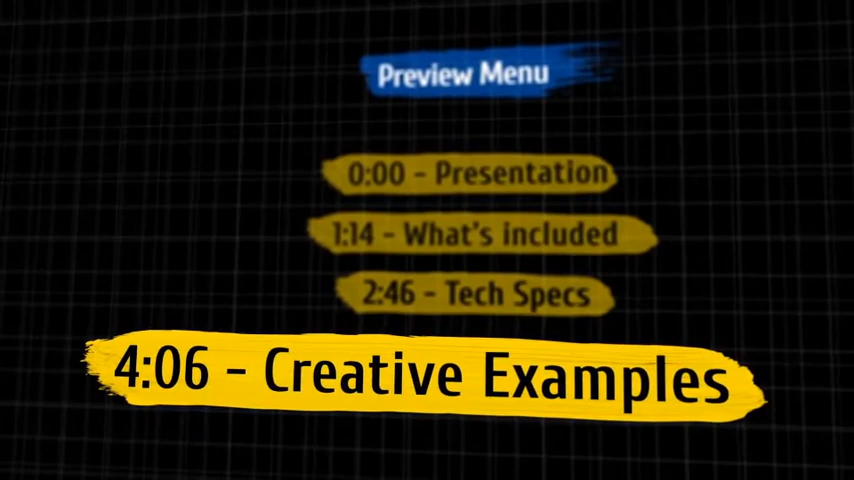 Preview Menu
0:00 - Presentation
1:14 - What's included
2:46 - Tech Specs
4:06 - Creative Examples